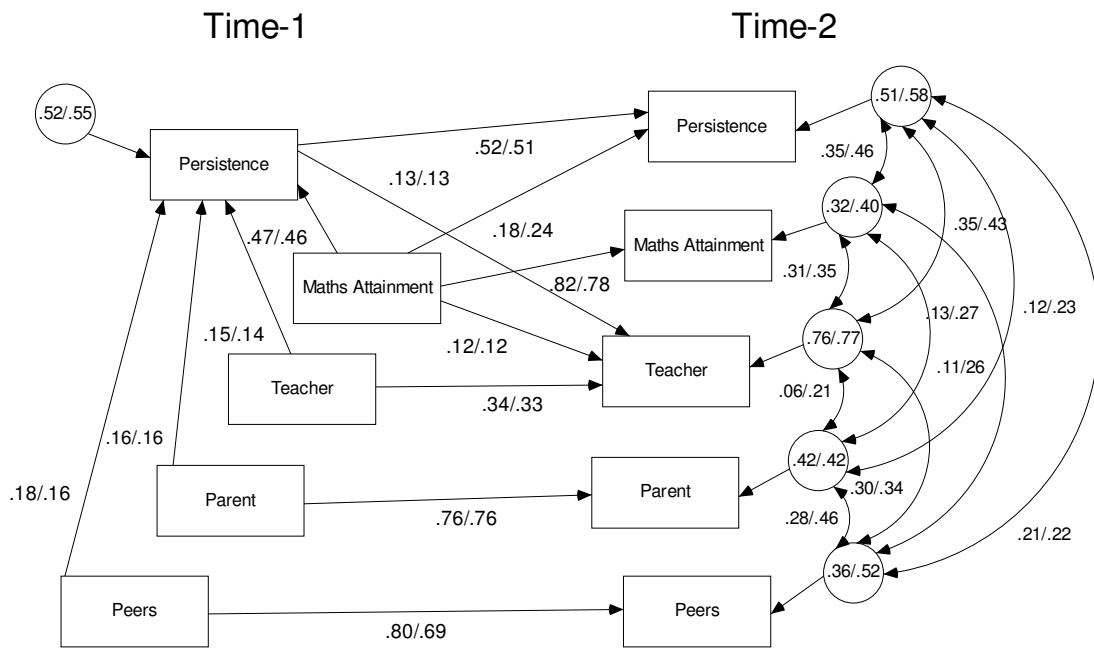 Time-1
Time-2
.52/.55
.51/.58
Persistence
Persistence
.52/.51
.13/.13
.35/.46
.32/.40
.47/.46
.18/.24
Maths Attainment
.35/.43
Maths Attainment
.82/.78
.31/.35
.13/.27
.12/.23
.15/.14
.12/.12
.76/.77
Teacher
Teacher
.11/26
.34/.33
.06/.21
.16/.16
.42/.42
.18/.16
Parent
Parent
.30/.34
.76/.76
.28/.46
.21/.22
.36/.52
Peers
Peers
.80/.69